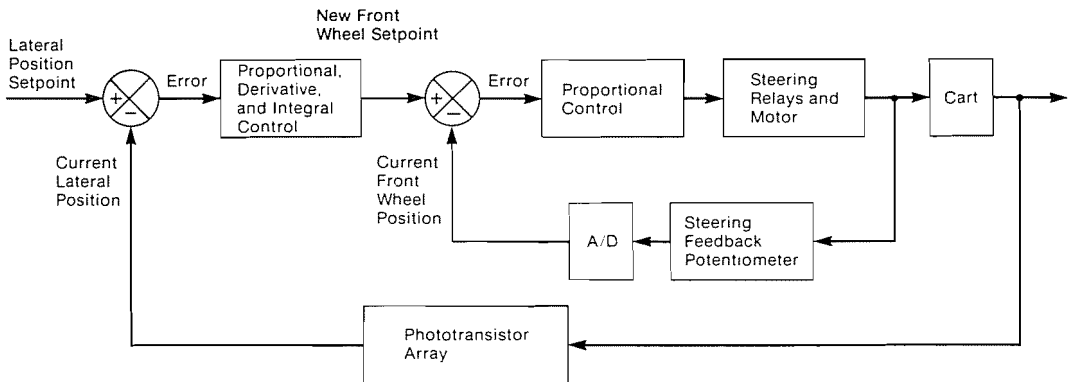 New Front
Wheel Setpoint
Lateral
Position
Setpoint
+
−
Error
Proportional,
Derivative,
and Integral
Control
+
−
Error
Proportional
Control
Steering
Relays and
Motor
Cart
Current
Lateral
Position
Current
Front
Wheel
Position
A/D
Steering
Feedback
Potentiometer
Phototransistor
Array